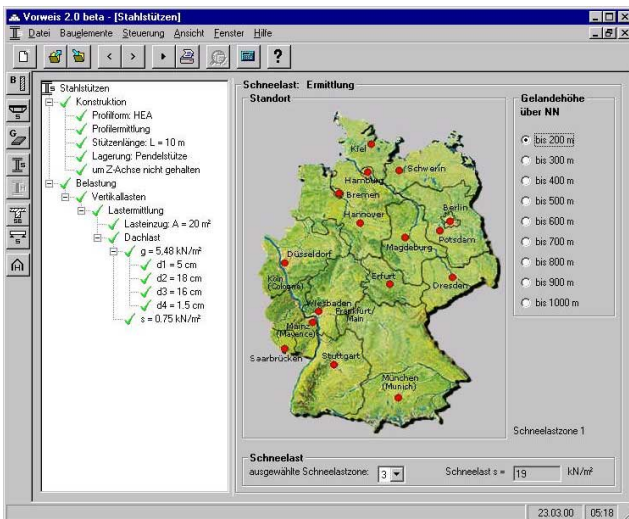 Vorweis 2.0 beta - [Stahlstützen]
Datei Bauelemente Steuerung Ansicht Fenster Hilfe
Stahlstützen
Konstruktion
Profilform: HEA
Profilermittlung
Stützenlänge: L = 10 m
Lagerung: Pendelstütze
um Z-Achse nicht gehalten
Belastung
Vertikallasten
Lastermittlung
Lasteinzug: A = 20 m²
Dachlast
g = 5,48 kN/m²
d1 = 5 cm
d2 = 18 cm
d3 = 16 cm
d4 = 1.5 cm
s = 0.75 kN/m²
Schneelast: Ermittlung
Standort
Kiel
Schwerin
Hamburg
Bremen
Hannover
Berlin
Potsdam
Magdeburg
Düsseldorf
Köln
(Cologne)
Erfurt
Dresden
Wiesbaden
Frankfurt/
Main
Mainz
(Mayence)
Saarbrücken
Stuttgart
München
(Munich)
Gelandehöhe
über NN
bis 200 m
bis 300 m
bis 400 m
bis 500 m
bis 600 m
bis 700 m
bis 800 m
bis 900 m
bis 1000 m
Schneelastzone 1
Schneelast
ausgewählte Schneelastzone: 3 Schneelast s = 19 kN/m²
23.03.00 05:18